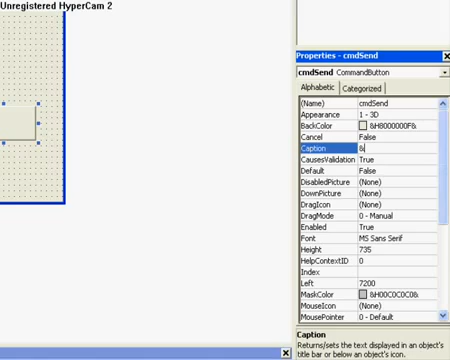 Unregistered HyperCam 2
Properties - cmdSend
cmdSend CommandButton
Alphabetic Categorized
(Name) cmdSend
Appearance 1 - 3D
BackColor &H8000000F&
Cancel False
Caption &
CausesValidation True
Default False
DisabledPicture (None)
DownPicture (None)
DragIcon (None)
DragMode 0 - Manual
Enabled True
Font MS Sans Serif
Height 735
HelpContextID 0
Index
Left 7200
MaskColor &H00C0C0C0&
MouseIcon (None)
MousePointer 0 - Default
Caption
Returns/sets the text displayed in an object's
title bar or below an object's icon.